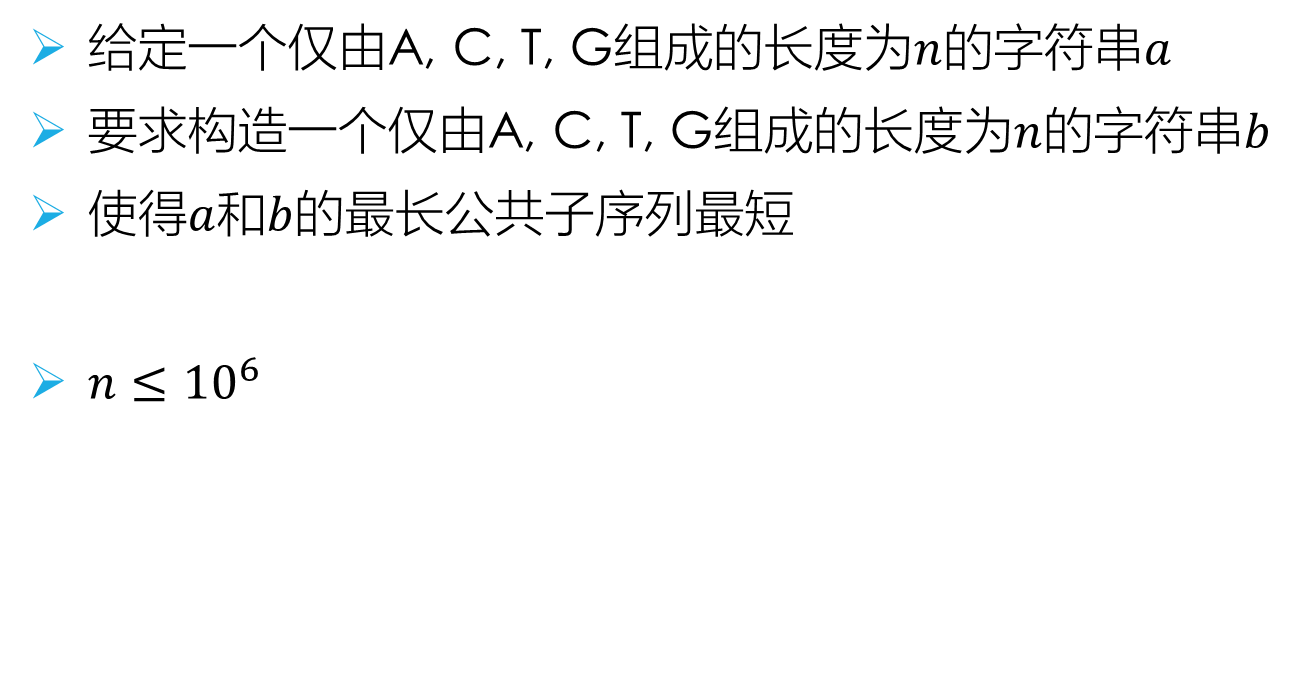 ➢ 给定一个仅由A, C, T, G组成的长度为n的字符串a
➢ 要求构造一个仅由A, C, T, G组成的长度为n的字符串b
➢ 使得a和b的最长公共子序列最短
➢ n ≤ 10⁶